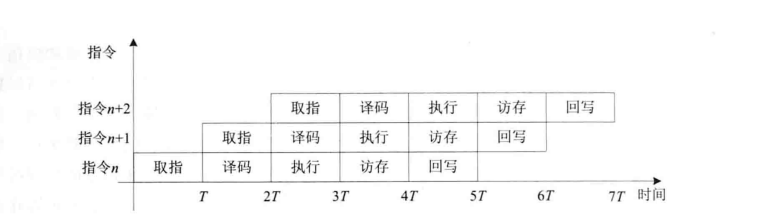 指令
指令n+2 取指 译码 执行 访存 回写
指令n+1 取指 译码 执行 访存 回写
指令n 取指 译码 执行 访存 回写
T 2T 3T 4T 5T 6T 7T 时间